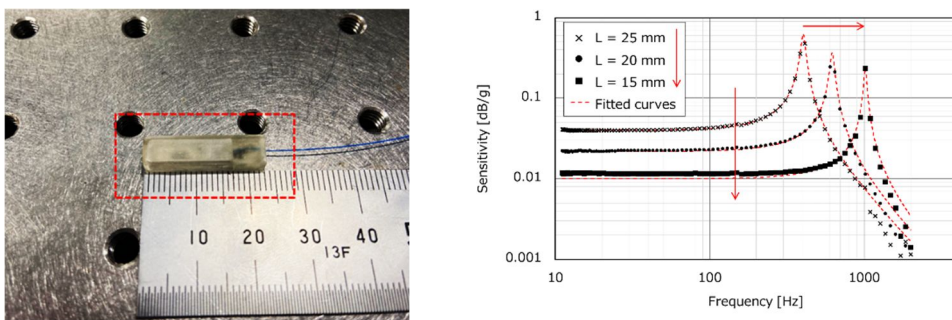 10 20 30 40
13F
1
0.1
0.01
0.001
Sensitivity [dB/g]
× L = 25 mm
● L = 20 mm
■ L = 15 mm
---- Fitted curves
10 100 1000
Frequency [Hz]